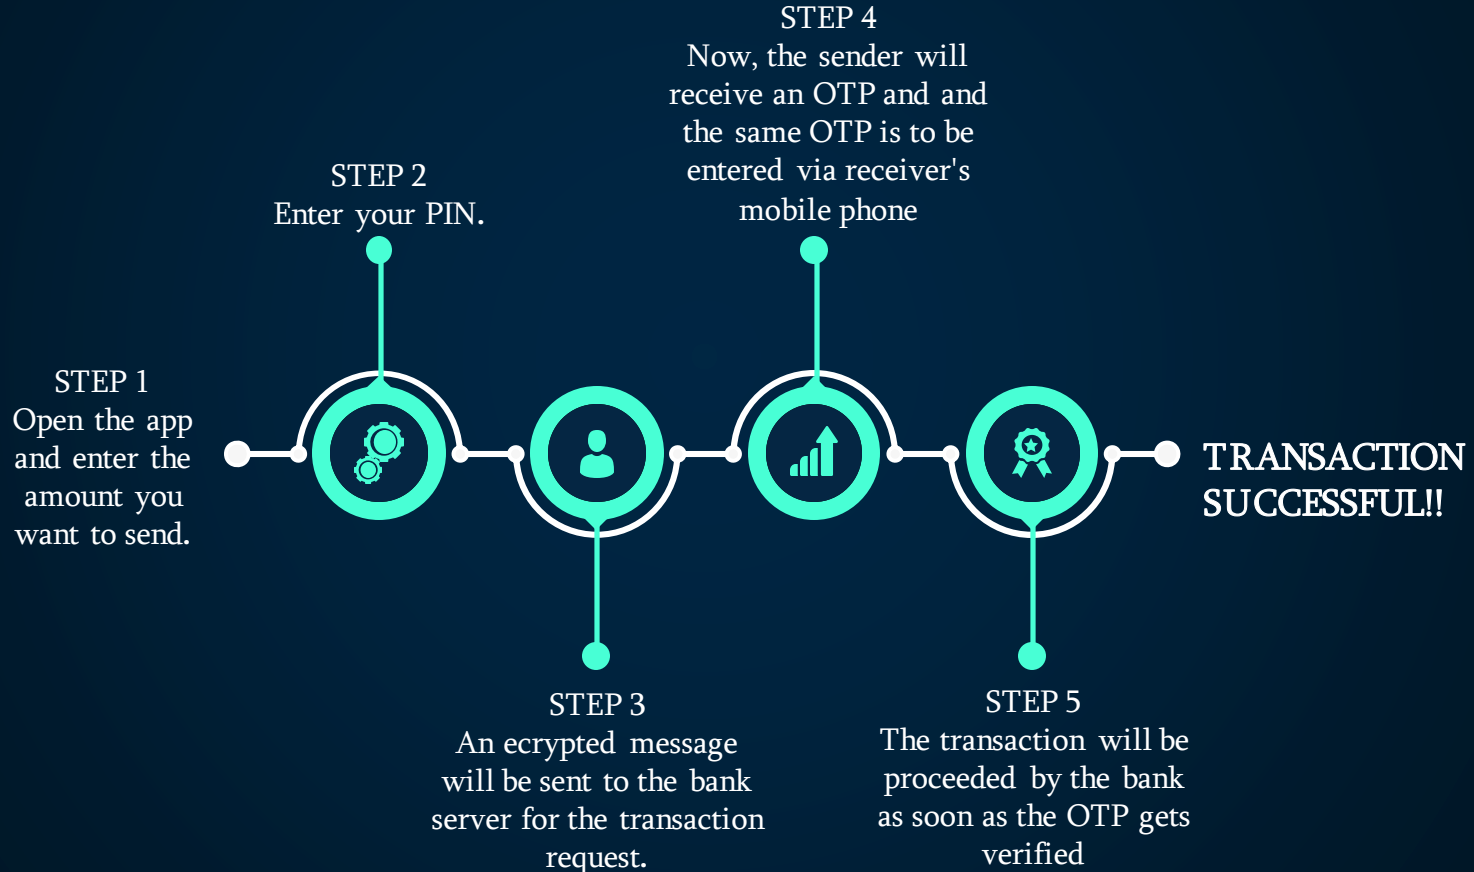 STEP 1
Open the app
and enter the
amount you
want to send.
STEP 2
Enter your PIN.
STEP 3
An ecrypted message
will be sent to the bank
server for the transaction
request.
STEP 4
Now, the sender will
receive an OTP and and
the same OTP is to be
entered via receiver's
mobile phone
STEP 5
The transaction will be
proceeded by the bank
as soon as the OTP gets
verified
TRANSACTION
SUCCESSFUL!!